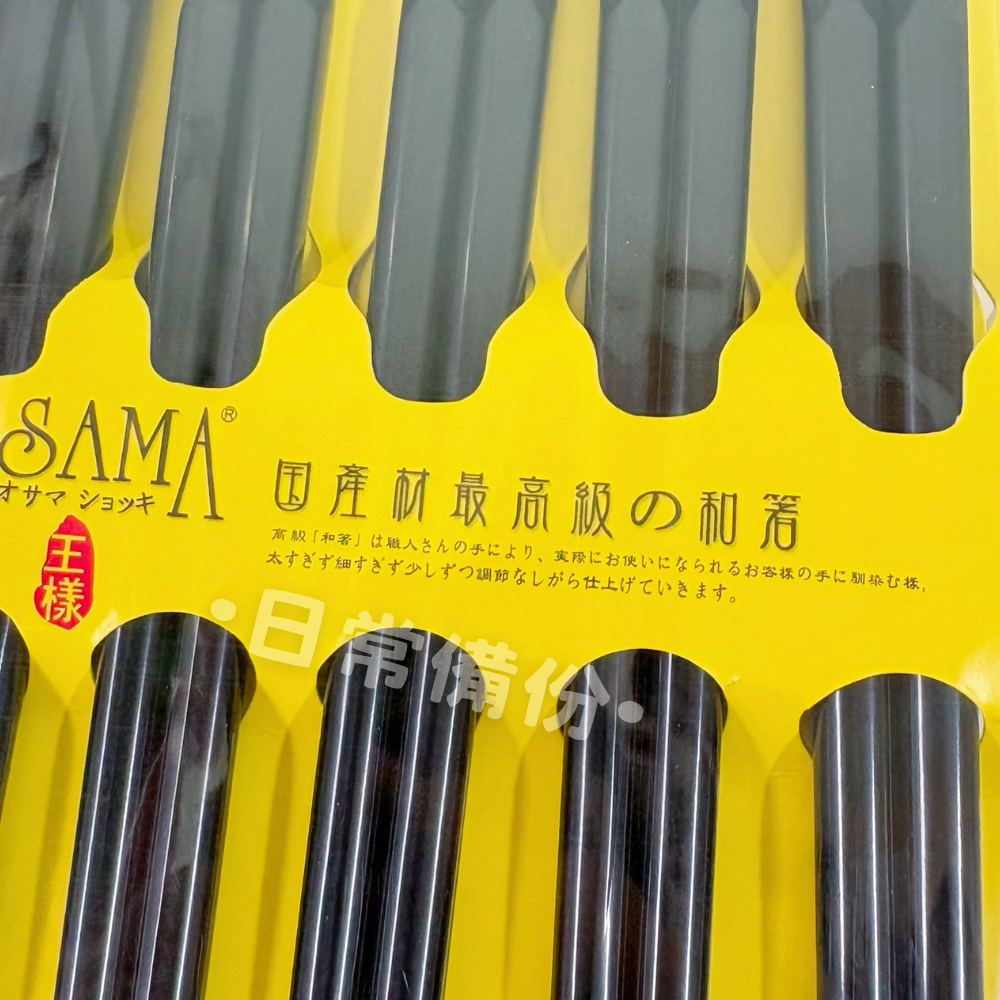 SAMA®
オサマ ショッキ
王様
国産材最高級の和箸
高級「和箸」は職人さんの手により、実際にお使いになられるお客様の手に馴染む様,
太すぎず細すぎず少しずつ調節なしがら仕上げていきます。
•日常備份•